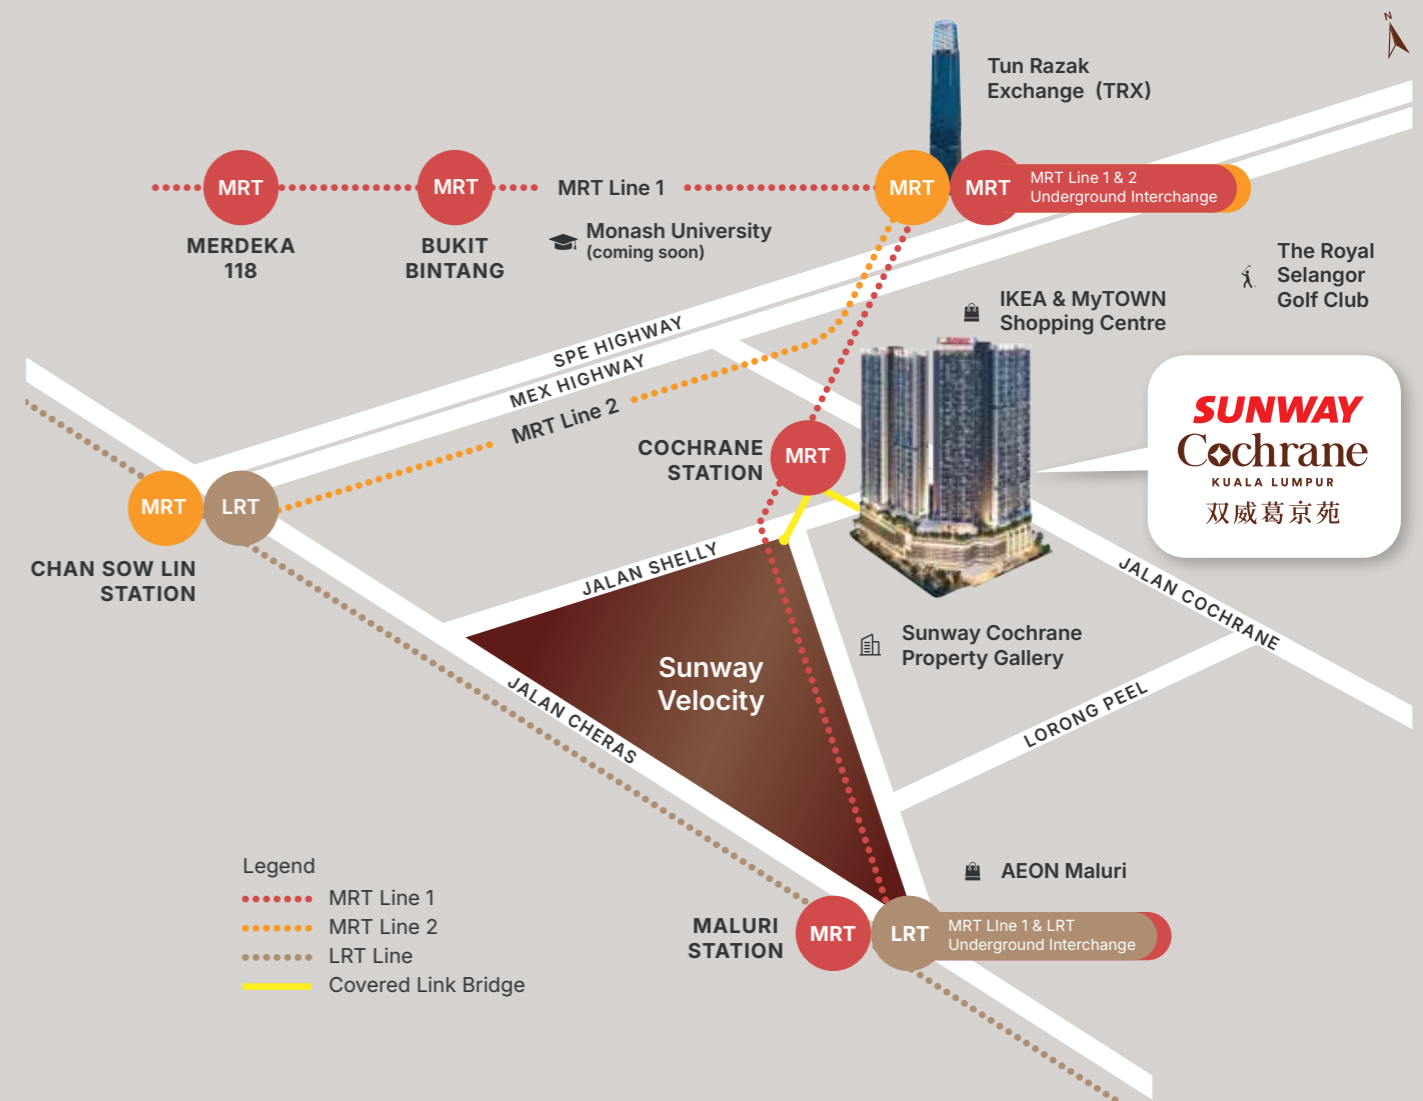 N
Tun Razak
Exchange (TRX)
MRT
MRT
MRT Line 1
MRT
MRT
MRT Line 1 & 2
Underground Interchange
MERDEKA
118
BUKIT
BINTANG
Monash University
(coming soon)
The Royal
Selangor
Golf Club
IKEA & MyTOWN
Shopping Centre
SPE HIGHWAY
MEX HIGHWAY
MRT Line 2
SUNWAY
Cochrane
KUALA LUMPUR
双威葛京苑
COCHRANE
STATION
MRT
MRT
LRT
CHAN SOW LIN
STATION
JALAN SHELLY
JALAN COCHRANE
Sunway Cochrane
Property Gallery
Sunway
Velocity
JALAN CHERAS
LORONG PEEL
AEON Maluri
MALURI
STATION
MRT
LRT
MRT LIne 1 & LRT
Underground Interchange
Legend
MRT Line 1
MRT Line 2
LRT Line
Covered Link Bridge